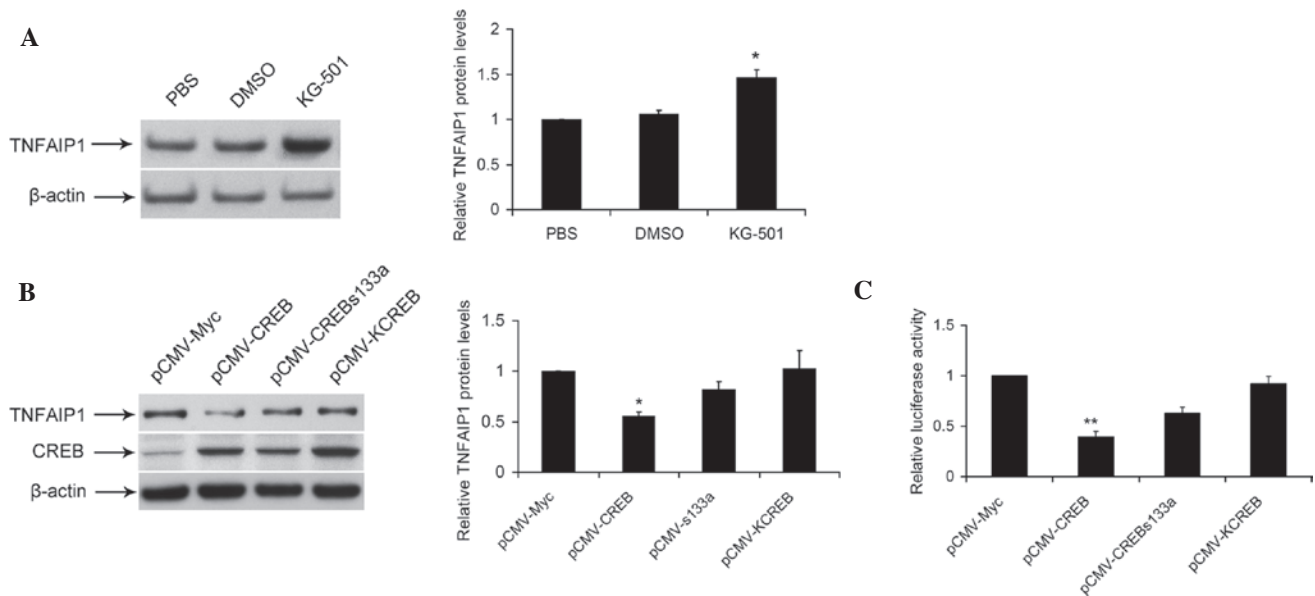 A
PBS
DMSO
KG-501
TNFAIP1
β-actin
Relative TNFAIP1 protein levels
2
1.5
1
0.5
0
*
PBS
DMSO
KG-501
B
pCMV-Myc
pCMV-CREB
pCMV-CREBs133a
pCMV-KCREB
TNFAIP1
CREB
β-actin
Relative TNFAIP1 protein levels
1.5
1
0.5
0
*
pCMV-Myc
pCMV-CREB
pCMV-s133a
pCMV-KCREB
C
Relative luciferase activity
1.5
1
0.5
0
**
pCMV-Myc
pCMV-CREB
pCMV-CREBs133a
pCMV-KCREB